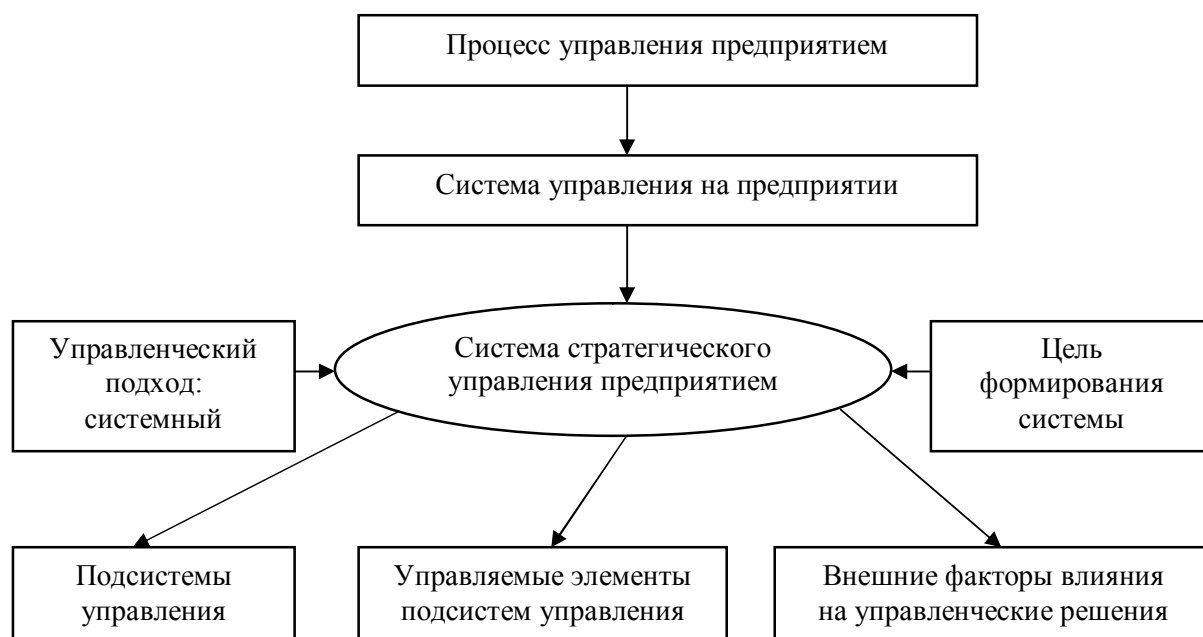 Процесс управления предприятием
Система управления на предприятии
Управленческий
подход:
системный
Система стратегического
управления предприятием
Цель
формирования
системы
Подсистемы
управления
Управляемые элементы
подсистем управления
Внешние факторы влияния
на управленческие решения